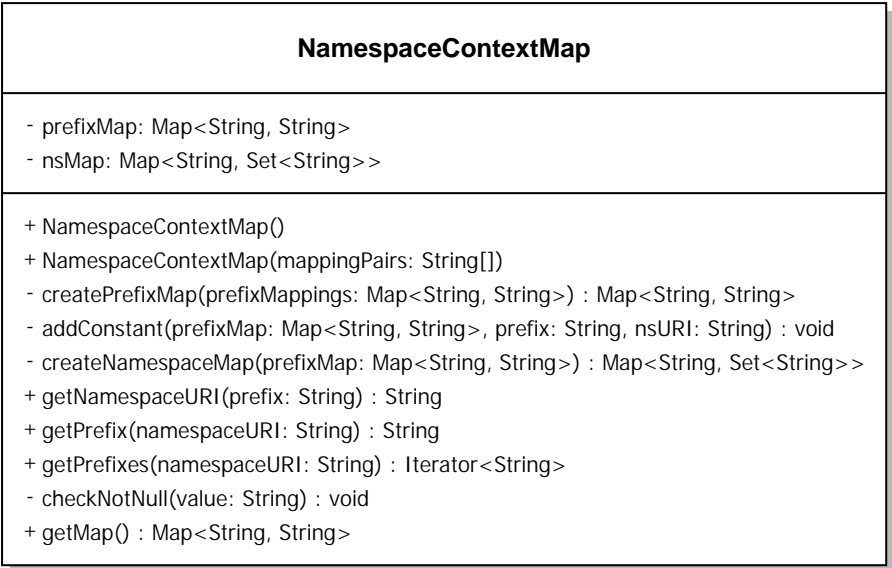 NamespaceContextMap
- prefixMap: Map<String, String>
- nsMap: Map<String, Set<String>>
+ NamespaceContextMap()
+ NamespaceContextMap(mappingPairs: String[])
- createPrefixMap(prefixMappings: Map<String, String>) : Map<String, String>
- addConstant(prefixMap: Map<String, String>, prefix: String, nsURI: String) : void
- createNamespaceMap(prefixMap: Map<String, String>) : Map<String, Set<String>>
+ getNamespaceURI(prefix: String) : String
+ getPrefix(namespaceURI: String) : String
+ getPrefixes(namespaceURI: String) : Iterator<String>
- checkNotNull(value: String) : void
+ getMap() : Map<String, String>